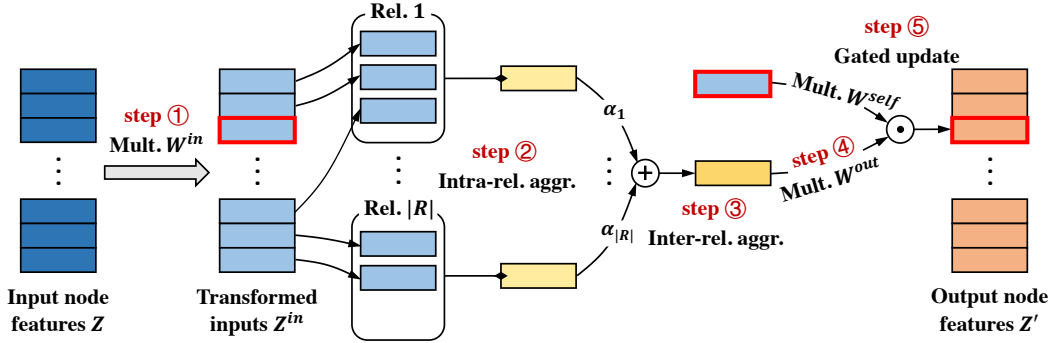 Rel. 1
step ①
Mult. W^{in}
Input node
features Z
Transformed
inputs Z^{in}
step ②
Intra-rel. aggr.
Rel. |R|
α_1
α_{|R|}
+
step ③
Inter-rel. aggr.
step ④
Mult. W^{out}
Mult. W^{self}
step ⑤
Gated update
Output node
features Z′